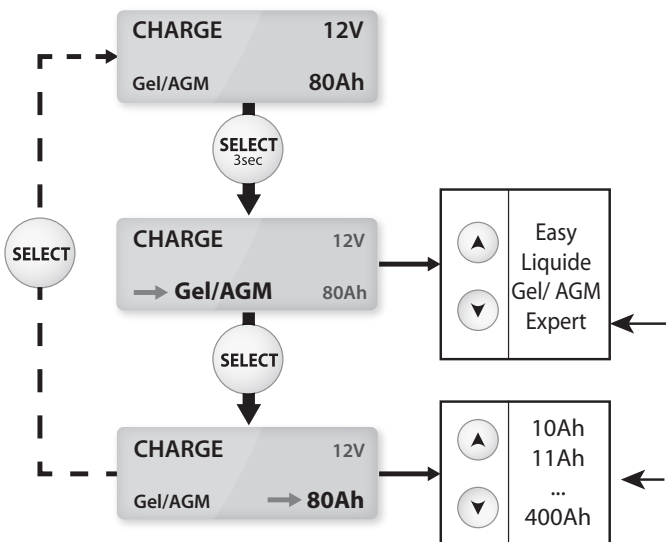 CHARGE 12V
Gel/AGM 80Ah
SELECT
3sec
CHARGE 12V
Gel/AGM 80Ah
Easy
Liquide
Gel/ AGM
Expert
SELECT
SELECT
CHARGE 12V
Gel/AGM 80Ah
10Ah
11Ah
...
400Ah